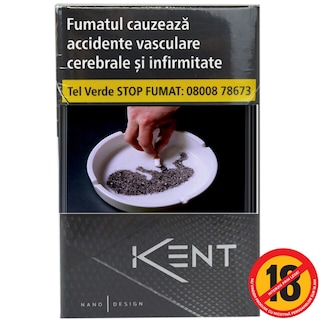 Fumatul cauzează
accidente vasculare
cerebrale și infirmitate
Tel Verde STOP FUMAT: 08008 78673
KENT
NANO | DESIGN
18